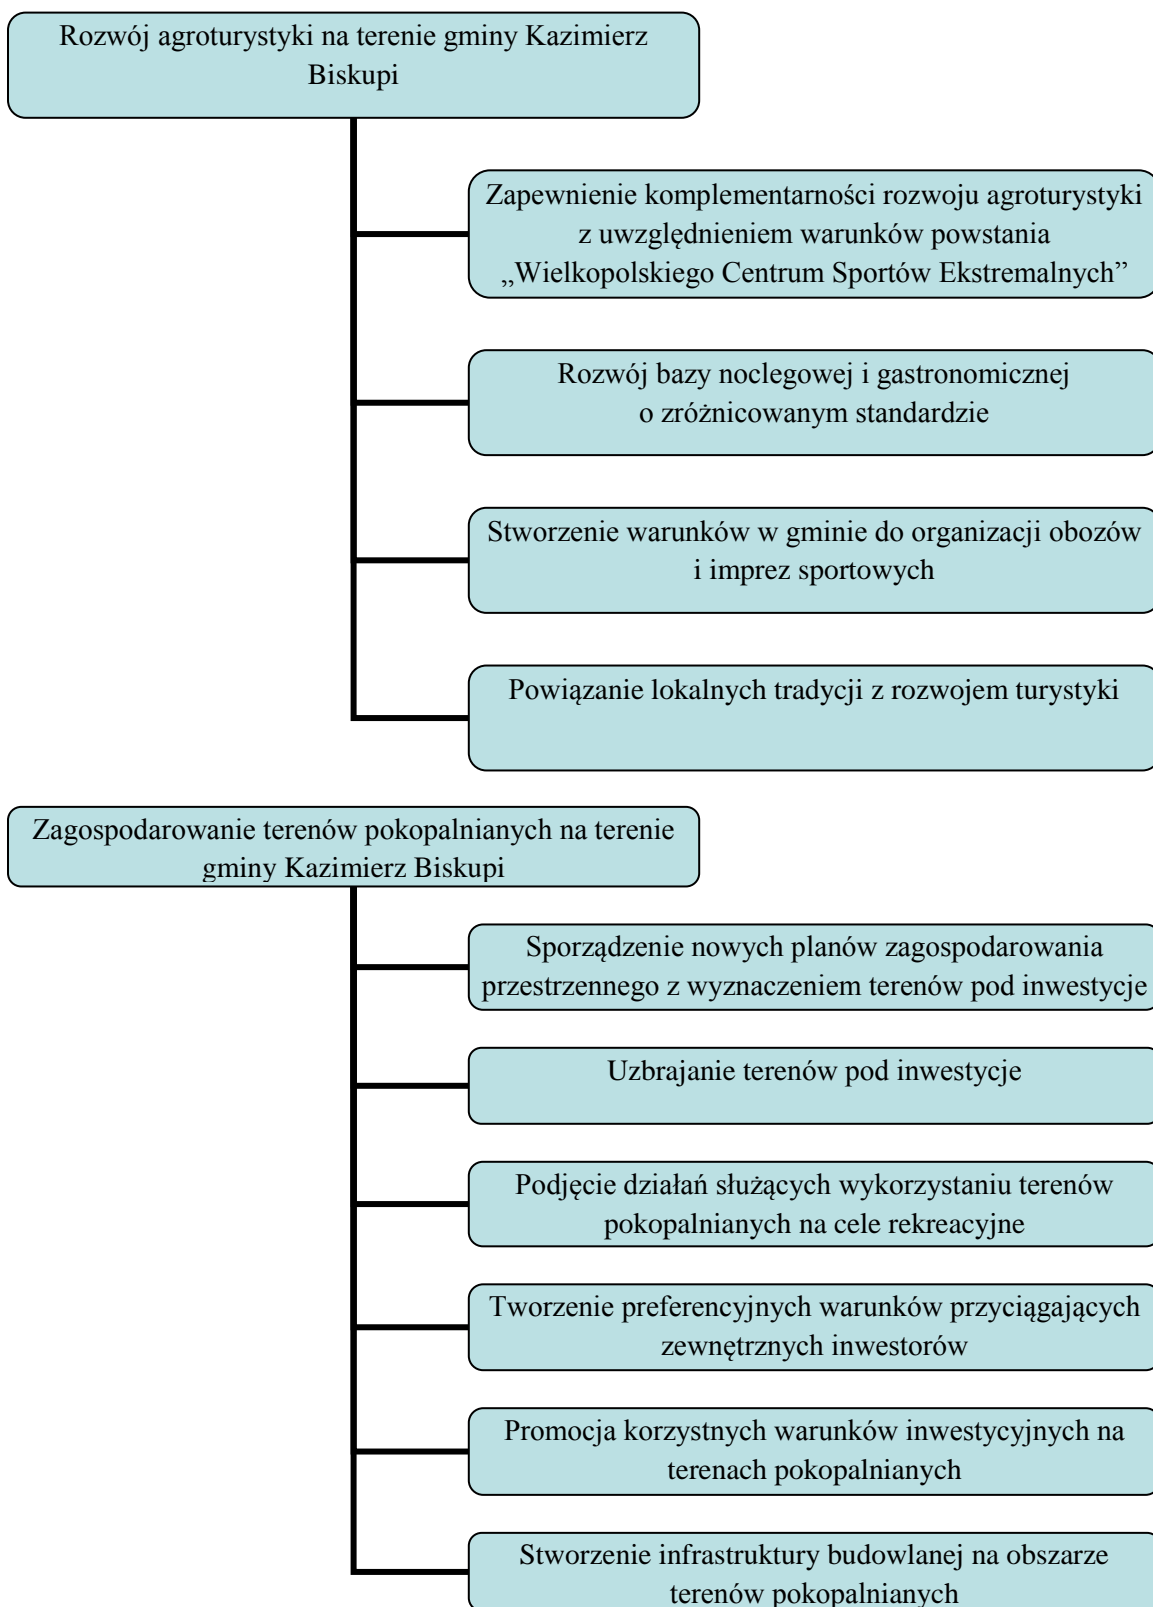 Rozwój agroturystyki na terenie gminy Kazimierz
Biskupi
Zapewnienie komplementarności rozwoju agroturystyki
z uwzględnieniem warunków powstania
„Wielkopolskiego Centrum Sportów Ekstremalnych”
Rozwój bazy noclegowej i gastronomicznej
o zróżnicowanym standardzie
Stworzenie warunków w gminie do organizacji obozów
i imprez sportowych
Powiązanie lokalnych tradycji z rozwojem turystyki
Zagospodarowanie terenów pokopalnianych na terenie
gminy Kazimierz Biskupi
Sporządzenie nowych planów zagospodarowania
przestrzennego z wyznaczeniem terenów pod inwestycje
Uzbrajanie terenów pod inwestycje
Podjęcie działań służących wykorzystaniu terenów
pokopalnianych na cele rekreacyjne
Tworzenie preferencyjnych warunków przyciągających
zewnętrznych inwestorów
Promocja korzystnych warunków inwestycyjnych na
terenach pokopalnianych
Stworzenie infrastruktury budowlanej na obszarze
terenów pokopalnianych